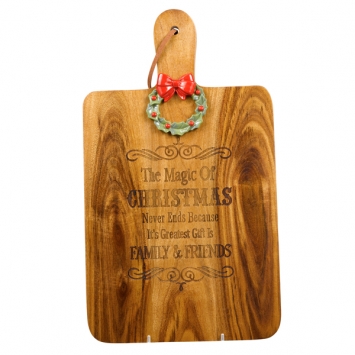 The Magic Of
CHRISTMAS
Never Ends Because
It's Greatest Gift is
FAMILY & FRIENDS